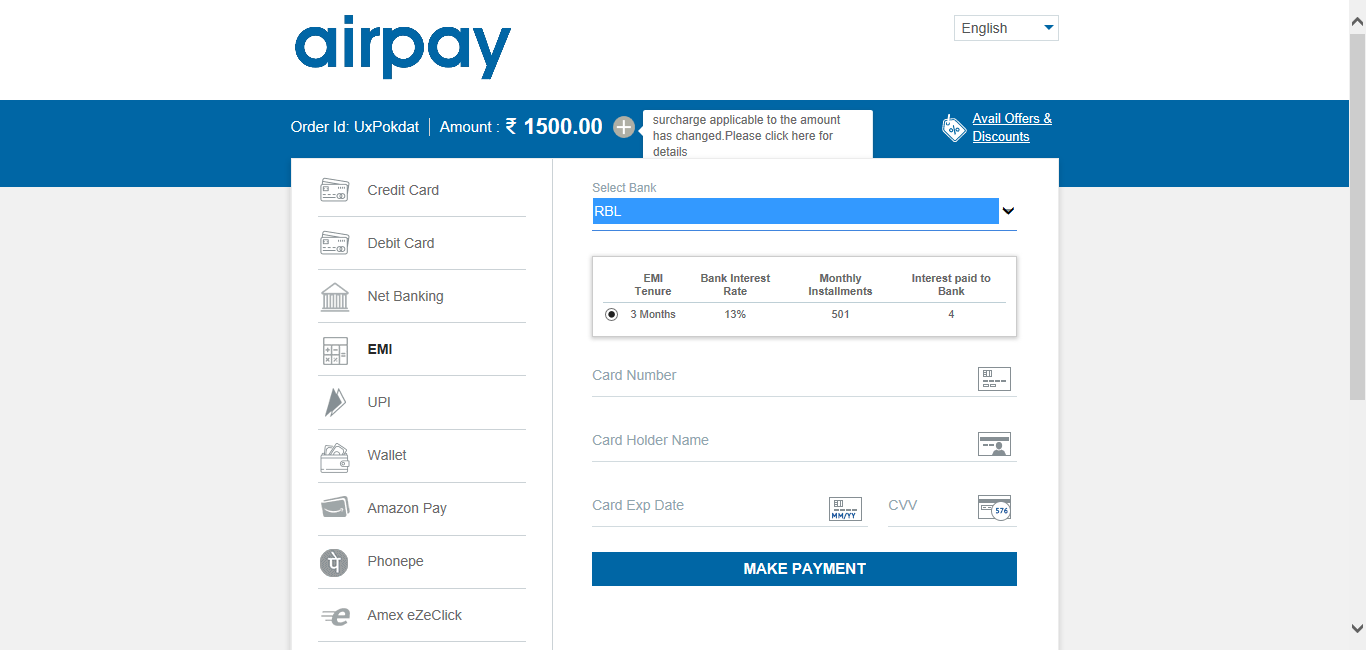 airpay
English
Order Id: UxPokdat
Amount : ₹ 1500.00
surcharge applicable to the amount
has changed.Please click here for
details
Avail Offers &
Discounts
Credit Card
Debit Card
Net Banking
EMI
UPI
Wallet
Amazon Pay
Phonepe
Amex eZeClick
Select Bank
RBL
EMI Tenure Bank Interest Rate Monthly Installments Interest paid to Bank
3 Months 13% 501 4
Card Number
Card Holder Name
Card Exp Date
MM/YY
CVV
576
MAKE PAYMENT